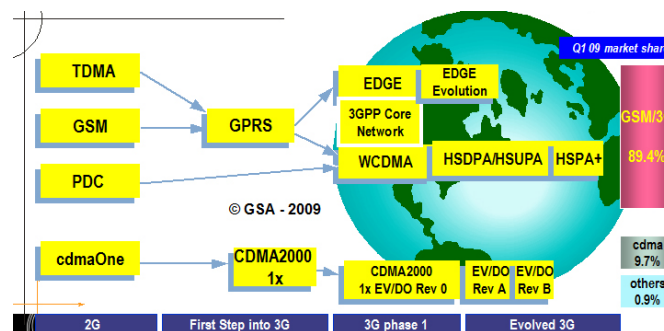 Q1 09 market share
TDMA
EDGE
EDGE
Evolution
GSM
GPRS
3GPP Core
Network
GSM/3
89.4%
WCDMA
HSDPA/HSUPA
HSPA+
PDC
© GSA - 2009
cdmaOne
CDMA2000
1x
cdma
9.7%
CDMA2000
1x EV/DO Rev 0
EV/DO
Rev A
EV/DO
Rev B
others
0.9%
2G
First Step into 3G
3G phase 1
Evolved 3G